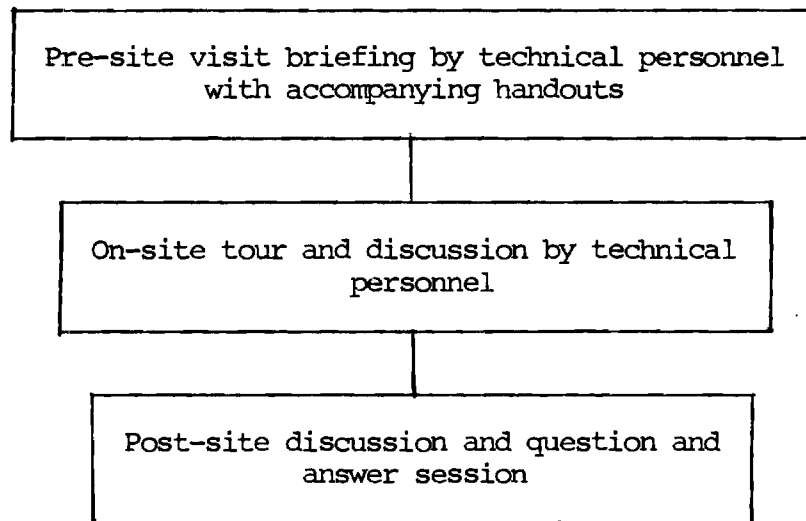 Pre-site visit briefing by technical personnel
with accompanying handouts
On-site tour and discussion by technical
personnel
Post-site discussion and question and
answer session